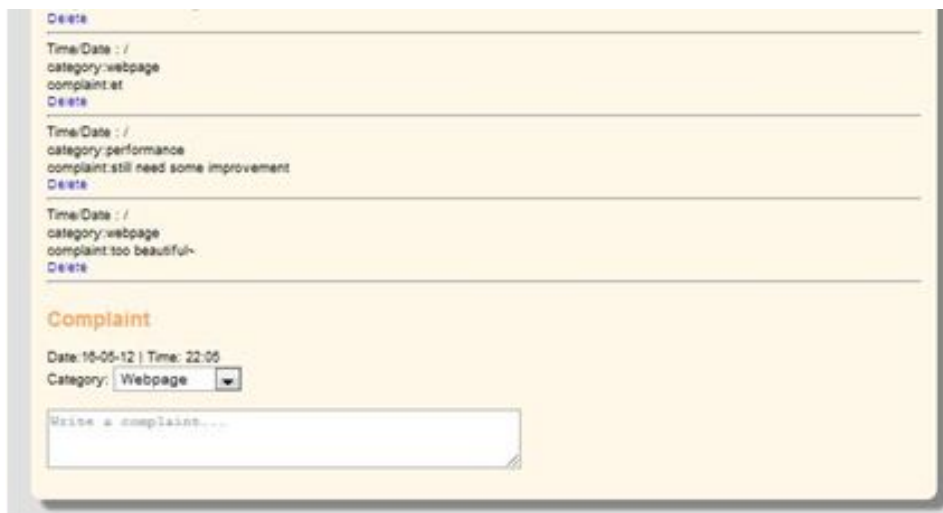 Delete
Time/Date : /
category:webpage
complaint:et
Delete
Time/Date : /
category:performance
complaint:still need some improvement
Delete
Time/Date : /
category:webpage
complaint:too beautiful~
Delete
Complaint
Date:16-05-12 | Time: 22:05
Category: Webpage
Write a complaint...